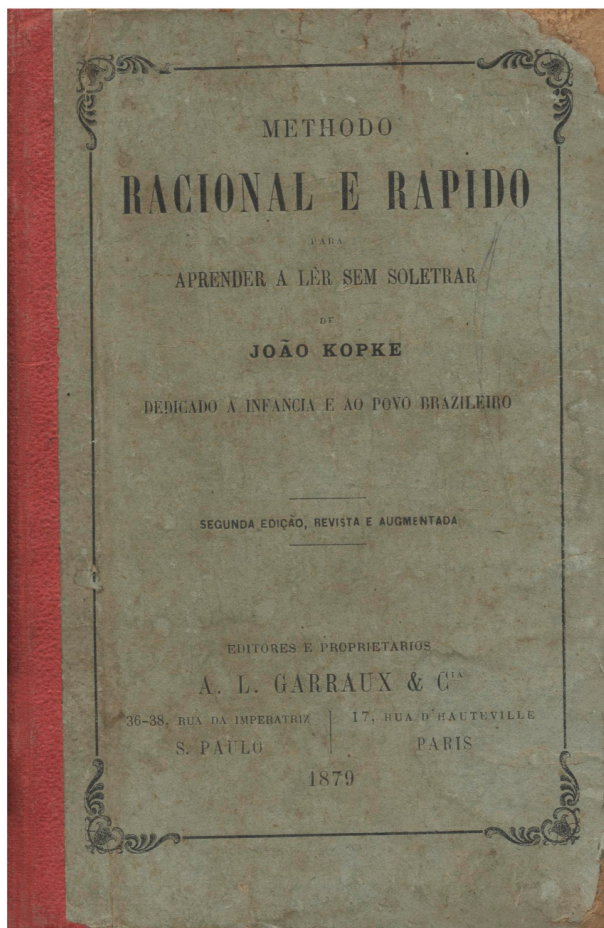 METHODO
RACIONAL E RAPIDO
PARA
APRENDER A LÊR SEM SOLETRAR
DE
JOÃO KOPKE
DEDICADO Á INFANCIA E AO POVO BRAZILEIRO
SEGUNDA EDIÇÃO, REVISTA E AUGMENTADA
EDITORES E PROPRIETARIOS
A. L. GARRAUX & Cᴵᴬ
36-38, RUA DA IMPERATRIZ
S. PAULO
17, RUA D'HAUTEVILLE
PARIS
1879